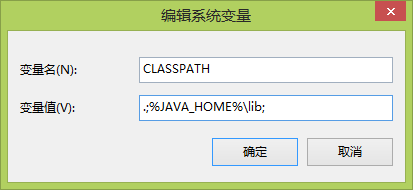 编辑系统变量
变量名(N): CLASSPATH
变量值(V): .;%JAVA_HOME%\lib;
确定 取消